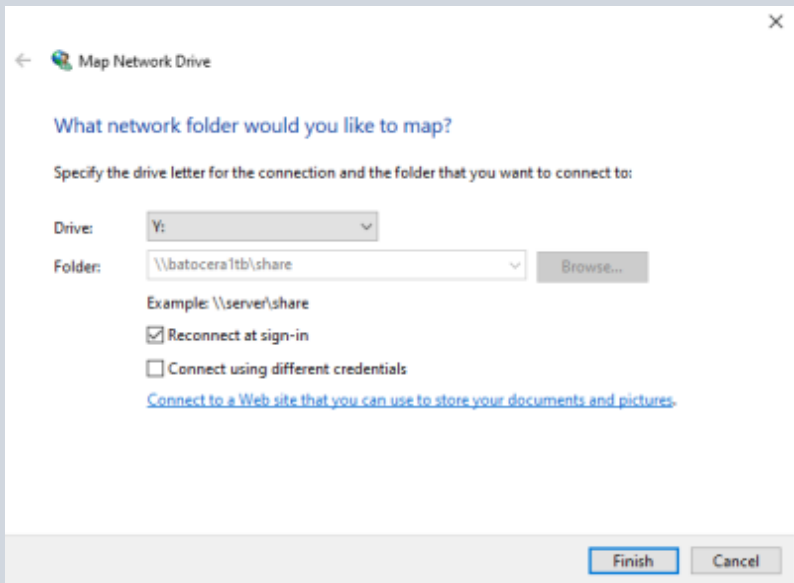 Map Network Drive
What network folder would you like to map?
Specify the drive letter for the connection and the folder that you want to connect to:
Drive: Y:
Folder: \\batocera1tb\share Browse...
Example: \\server\share
Reconnect at sign-in
Connect using different credentials
Connect to a Web site that you can use to store your documents and pictures.
Finish Cancel